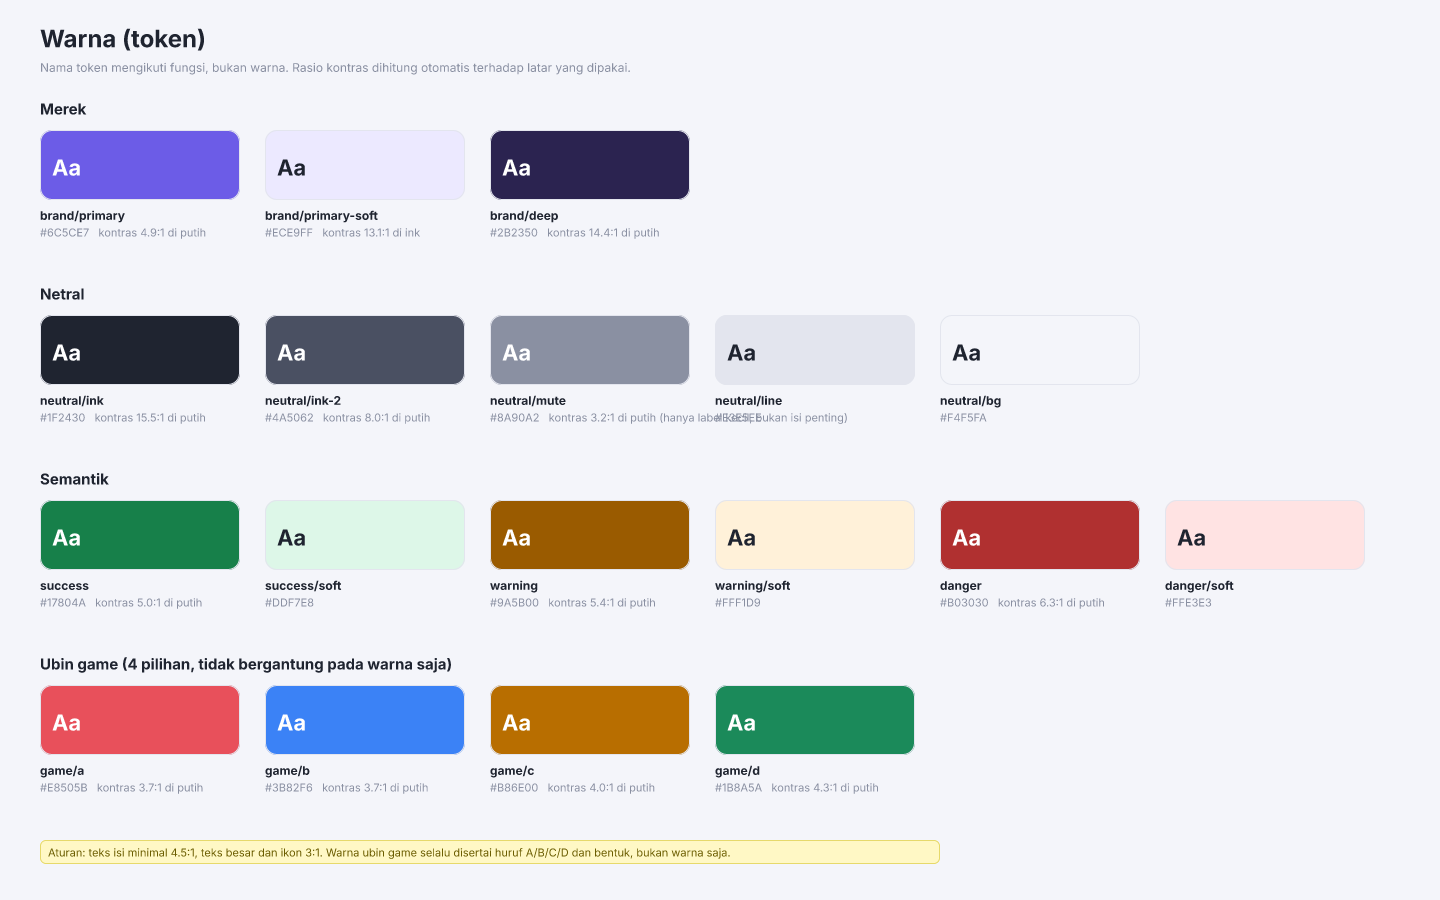 Warna (token)
Nama token mengikuti fungsi, bukan warna. Rasio kontras dihitung otomatis terhadap latar yang dipakai.
Merek
Aa Aa Aa
brand/primary brand/primary-soft brand/deep
#6C5CE7 kontras 4.9:1 di putih #ECE9FF kontras 13.1:1 di ink #2B2350 kontras 14.4:1 di putih
Netral
Aa Aa Aa Aa Aa
neutral/ink neutral/ink-2 neutral/mute neutral/line neutral/bg
#1F2430 kontras 15.5:1 di putih #4A5062 kontras 8.0:1 di putih #8A90A2 kontras 3.2:1 di putih (hanya label bukan isi penting) #F4F5FA
Semantik
Aa Aa Aa Aa Aa Aa
success success/soft warning warning/soft danger danger/soft
#17804A kontras 5.0:1 di putih #DDF7E8 #9A5B00 kontras 5.4:1 di putih #FFF1D9 #B03030 kontras 6.3:1 di putih #FFE3E3
Ubin game (4 pilihan, tidak bergantung pada warna saja)
Aa Aa Aa Aa
game/a game/b game/c game/d
#E8505B kontras 3.7:1 di putih #3B82F6 kontras 3.7:1 di putih #B86E00 kontras 4.0:1 di putih #1B8A5A kontras 4.3:1 di putih
Aturan: teks isi minimal 4.5:1, teks besar dan ikon 3:1. Warna ubin game selalu disertai huruf A/B/C/D dan bentuk, bukan warna saja.